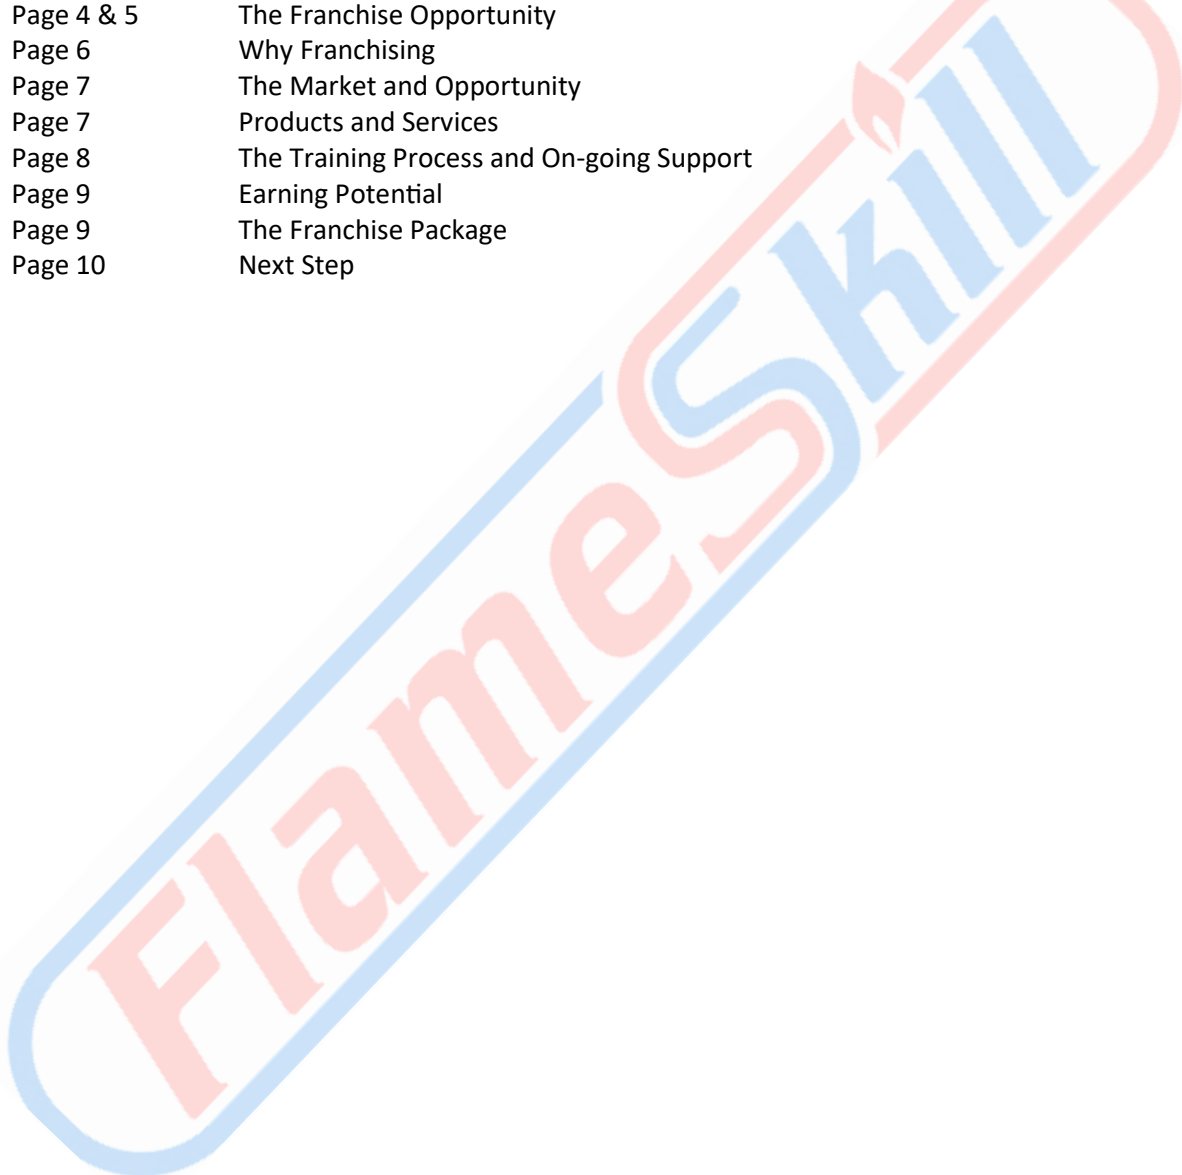 Page 4 & 5 The Franchise Opportunity
Page 6 Why Franchising
Page 7 The Market and Opportunity
Page 7 Products and Services
Page 8 The Training Process and On-going Support
Page 9 Earning Potential
Page 9 The Franchise Package
Page 10 Next Step
FlameSkill